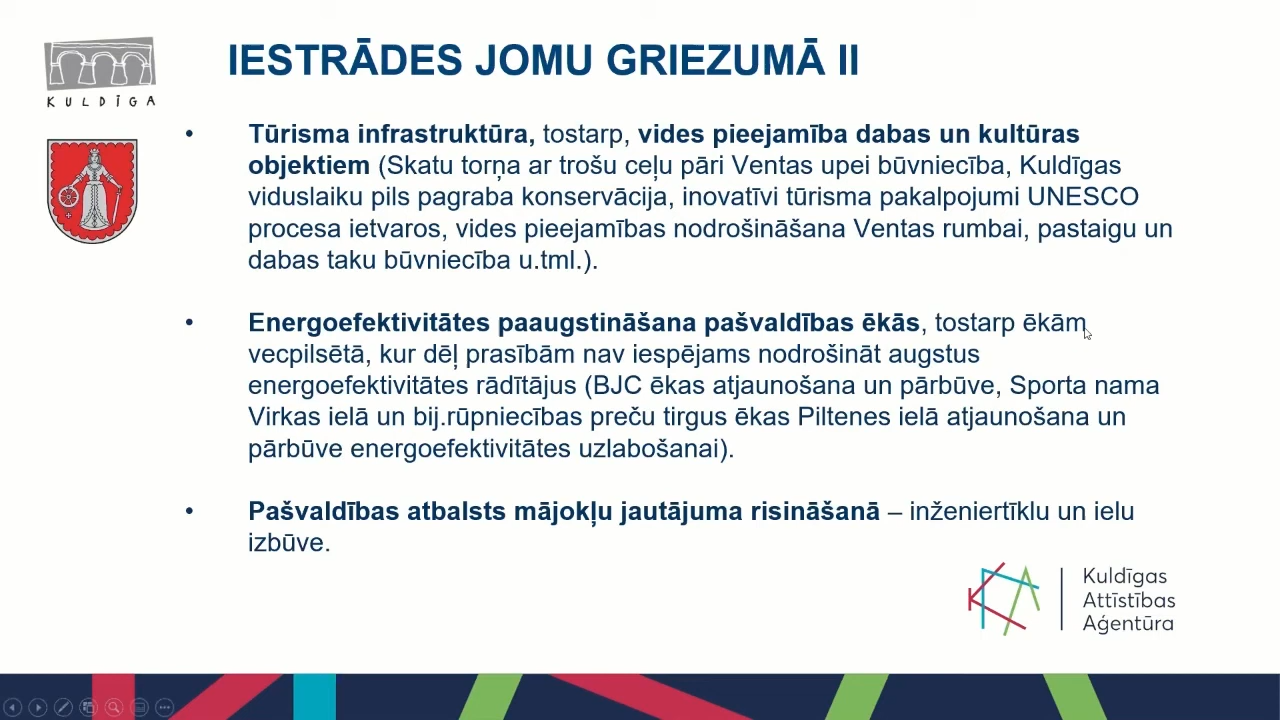 KULDĪGA
IESTRĀDES JOMU GRIEZUMĀ II
• Tūrisma infrastruktūra, tostarp, vides pieejamība dabas un kultūras
objektiem (Skatu torņa ar trošu ceļu pāri Ventas upei būvniecība, Kuldīgas
viduslaiku pils pagraba konservācija, inovatīvi tūrisma pakalpojumi UNESCO
procesa ietvaros, vides pieejamības nodrošināšana Ventas rumbai, pastaigu un
dabas taku būvniecība u.tml.).
• Energoefektivitātes paaugstināšana pašvaldības ēkās, tostarp ēkām
vecpilsētā, kur dēļ prasībām nav iespējams nodrošināt augstus
energoefektivitātes rādītājus (BJC ēkas atjaunošana un pārbūve, Sporta nama
Virkas ielā un bij.rūpniecības preču tirgus ēkas Piltenes ielā atjaunošana un
pārbūve energoefektivitātes uzlabošanai).
• Pašvaldības atbalsts mājokļu jautājuma risināšanā – inženiertīklu un ielu
izbūve.
Kuldīgas
Attīstības
Aģentūra